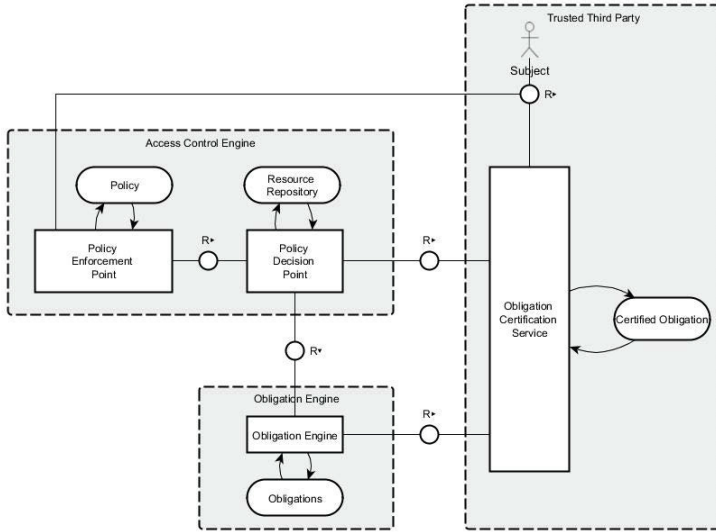 Trusted Third Party
Subject
R▸
Access Control Engine
Policy
Resource
Repository
Policy
Enforcement
Point
R▸
Policy
Decision
Point
R▸
Obligation
Certification
Service
Certified Obligation
R▾
Obligation Engine
Obligation Engine
R▸
Obligations